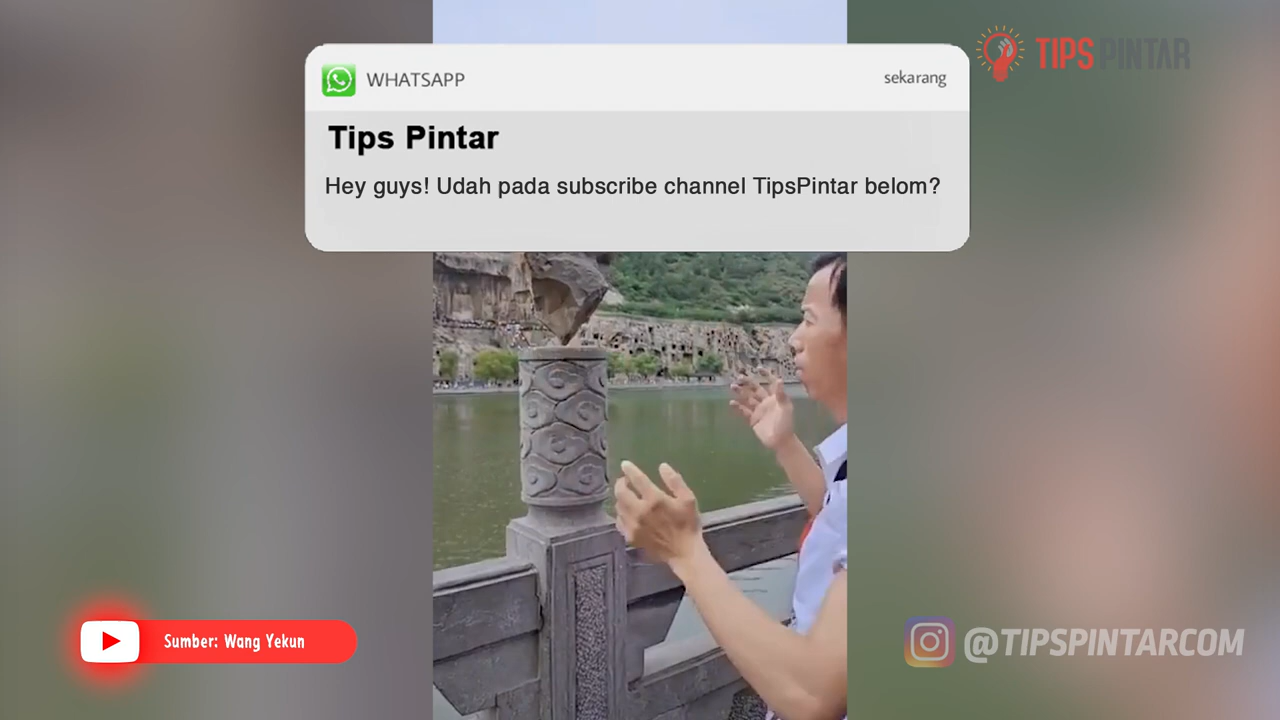 TIPS PINTAR
WHATSAPP
sekarang
Tips Pintar
Hey guys! Udah pada subscribe channel TipsPintar belom?
Sumber: Wang Yekun
@TIPSPINTARCOM